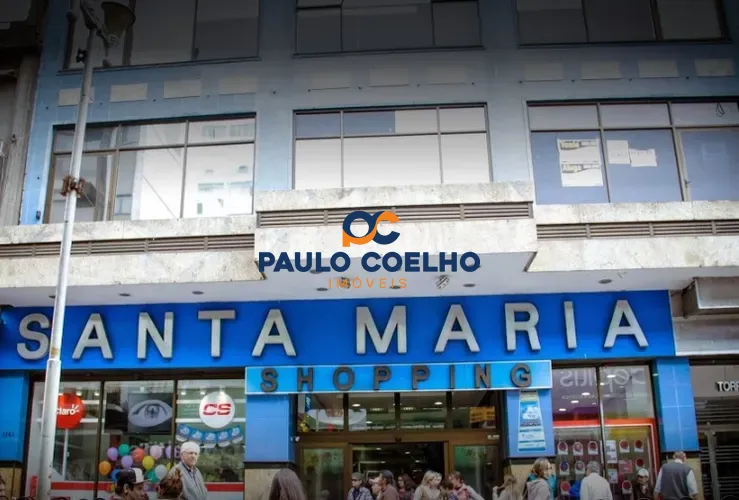 PAULO COELHO
IMÓVEIS
SANTA MARIA
SHOPPING
Claro
CS
TORR